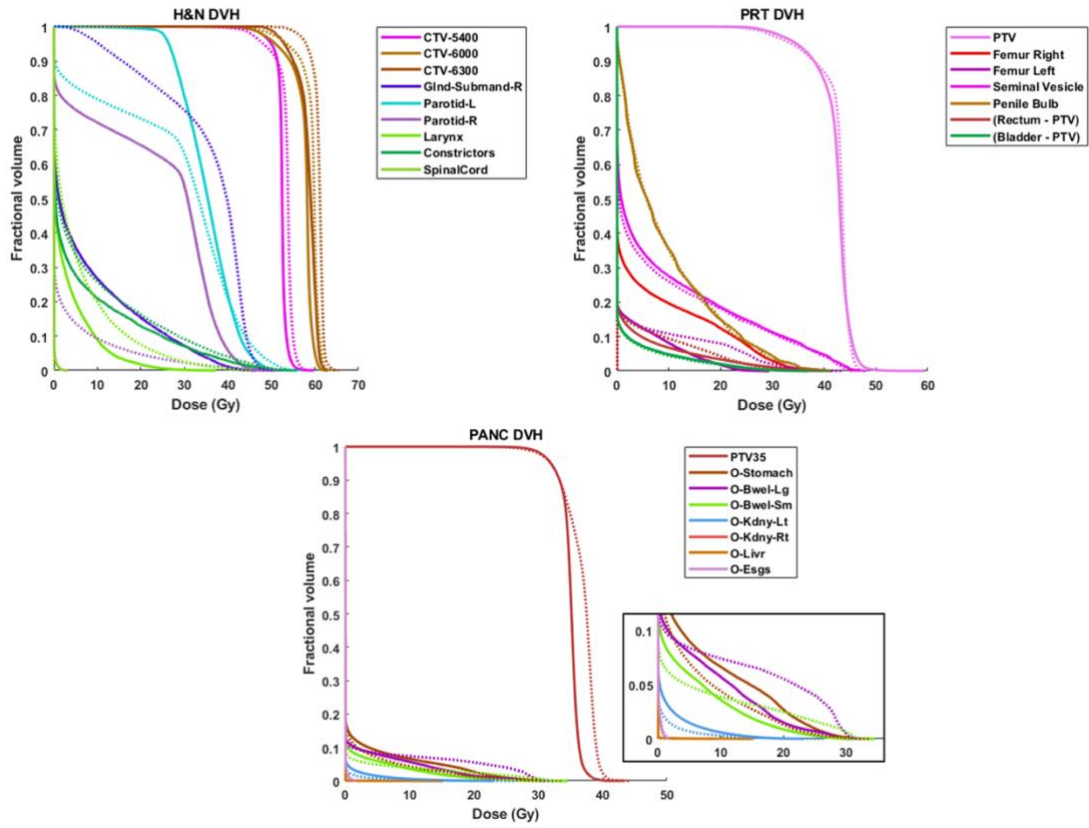 H&N DVH
Fractional volume
1
0.9
0.8
0.7
0.6
0.5
0.4
0.3
0.2
0.1
0
0 10 20 30 40 50 60 70
Dose (Gy)
CTV-5400
CTV-6000
CTV-6300
Glnd-Submand-R
Parotid-L
Parotid-R
Larynx
Constrictors
SpinalCord
PRT DVH
Fractional volume
1
0.9
0.8
0.7
0.6
0.5
0.4
0.3
0.2
0.1
0
0 10 20 30 40 50 60
Dose (Gy)
PTV
Femur Right
Femur Left
Seminal Vesicle
Penile Bulb
(Rectum - PTV)
(Bladder - PTV)
PANC DVH
Fractional volume
1
0.9
0.8
0.7
0.6
0.5
0.4
0.3
0.2
0.1
0
0 10 20 30 40 50
Dose (Gy)
PTV35
O-Stomach
O-Bwel-Lg
O-Bwel-Sm
O-Kdny-Lt
O-Kdny-Rt
O-Livr
O-Esgs
0.1
0.05
0
0 10 20 30